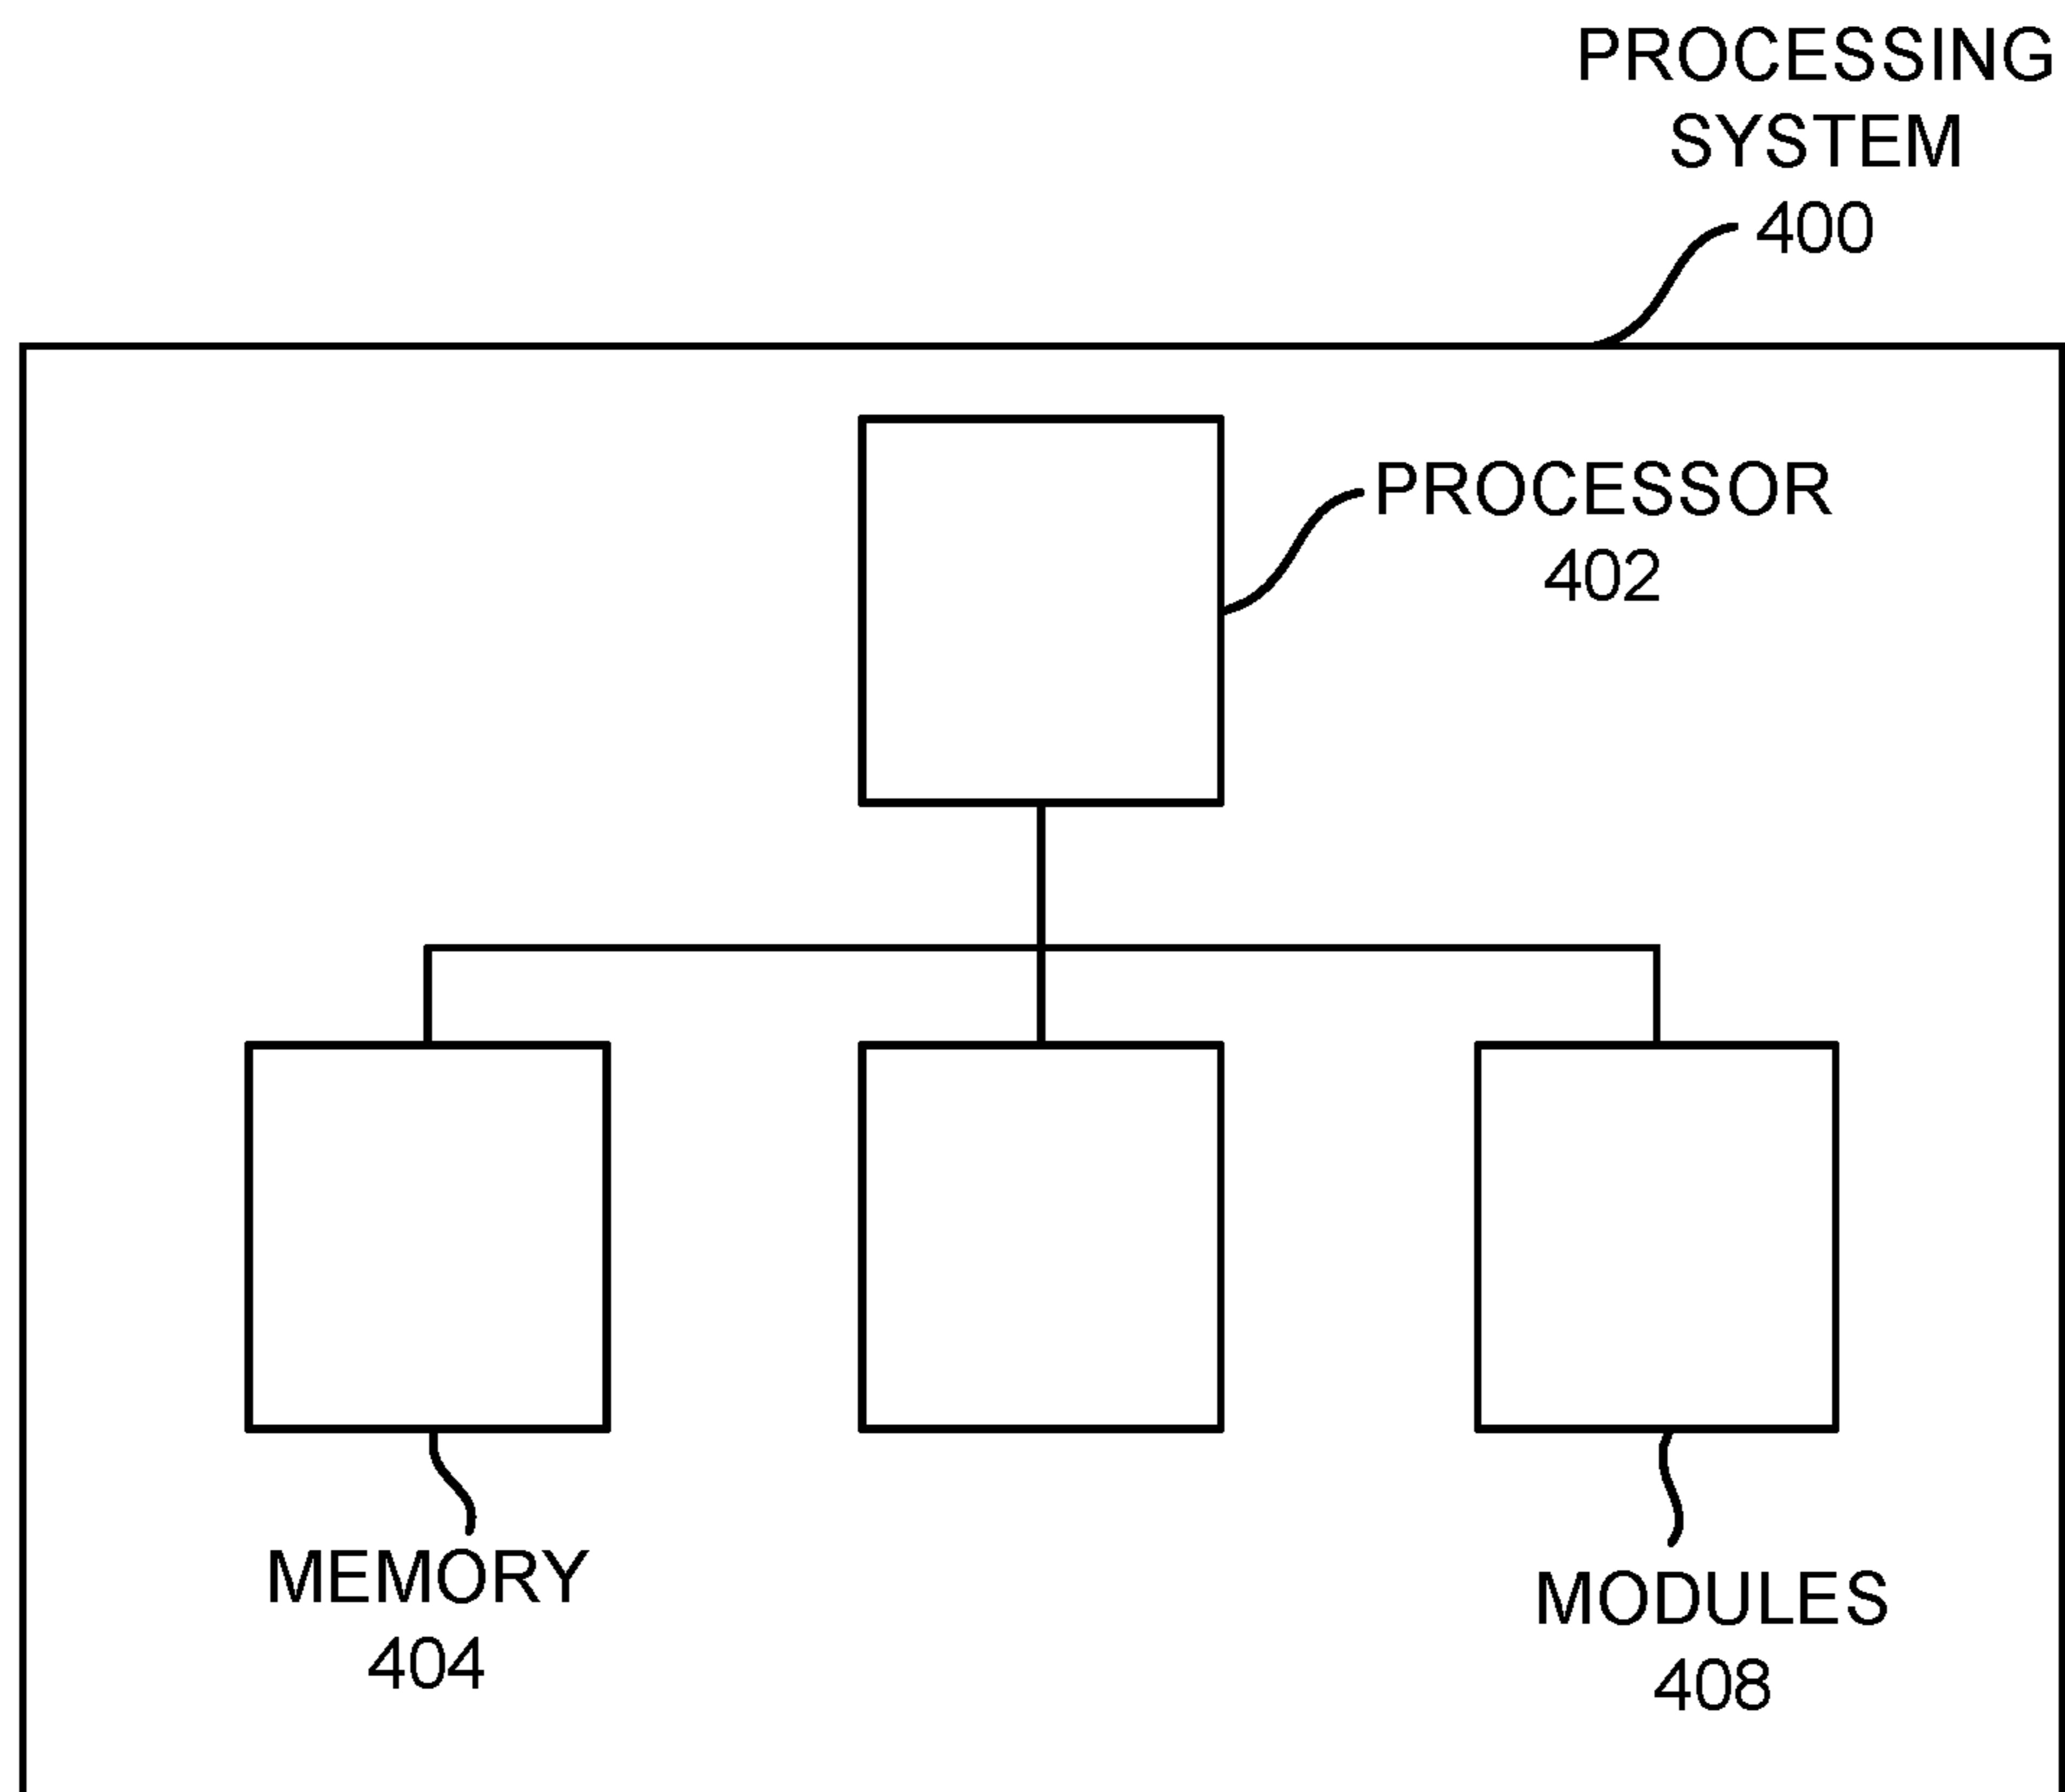 PROCESSING
SYSTEM
400
PROCESSOR
402
MEMORY
404
MODULES
408